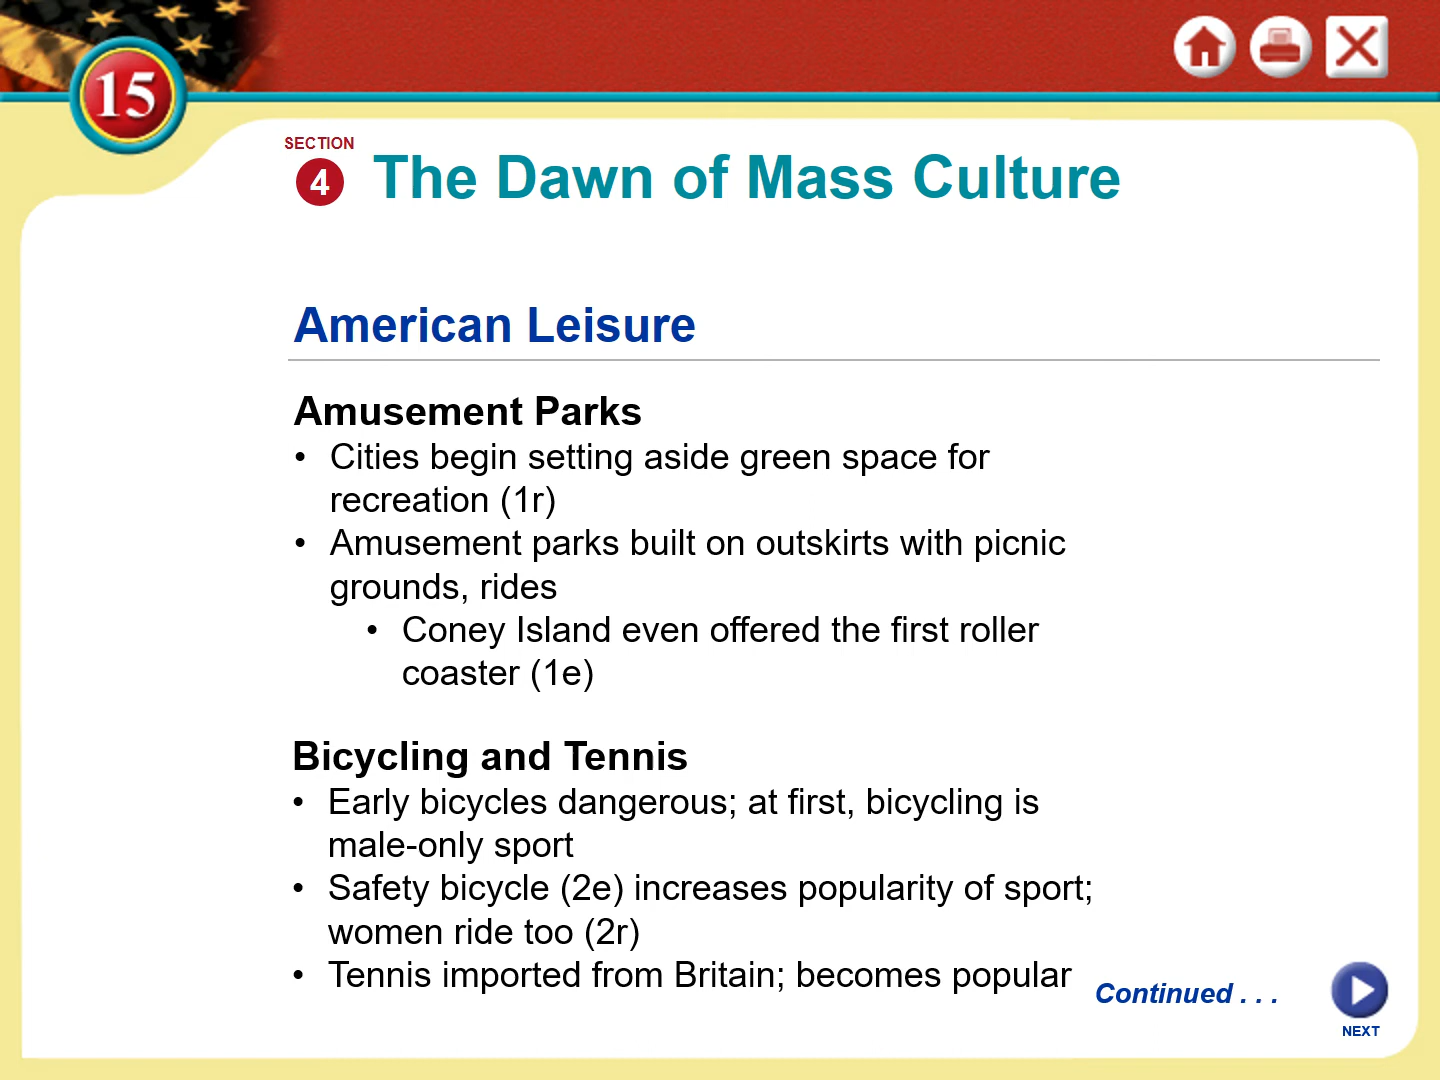 15
SECTION
4
The Dawn of Mass Culture
American Leisure
Amusement Parks
• Cities begin setting aside green space for
recreation (1r)
• Amusement parks built on outskirts with picnic
grounds, rides
• Coney Island even offered the first roller
coaster (1e)
Bicycling and Tennis
• Early bicycles dangerous; at first, bicycling is
male-only sport
• Safety bicycle (2e) increases popularity of sport;
women ride too (2r)
• Tennis imported from Britain; becomes popular
Continued . . .
NEXT